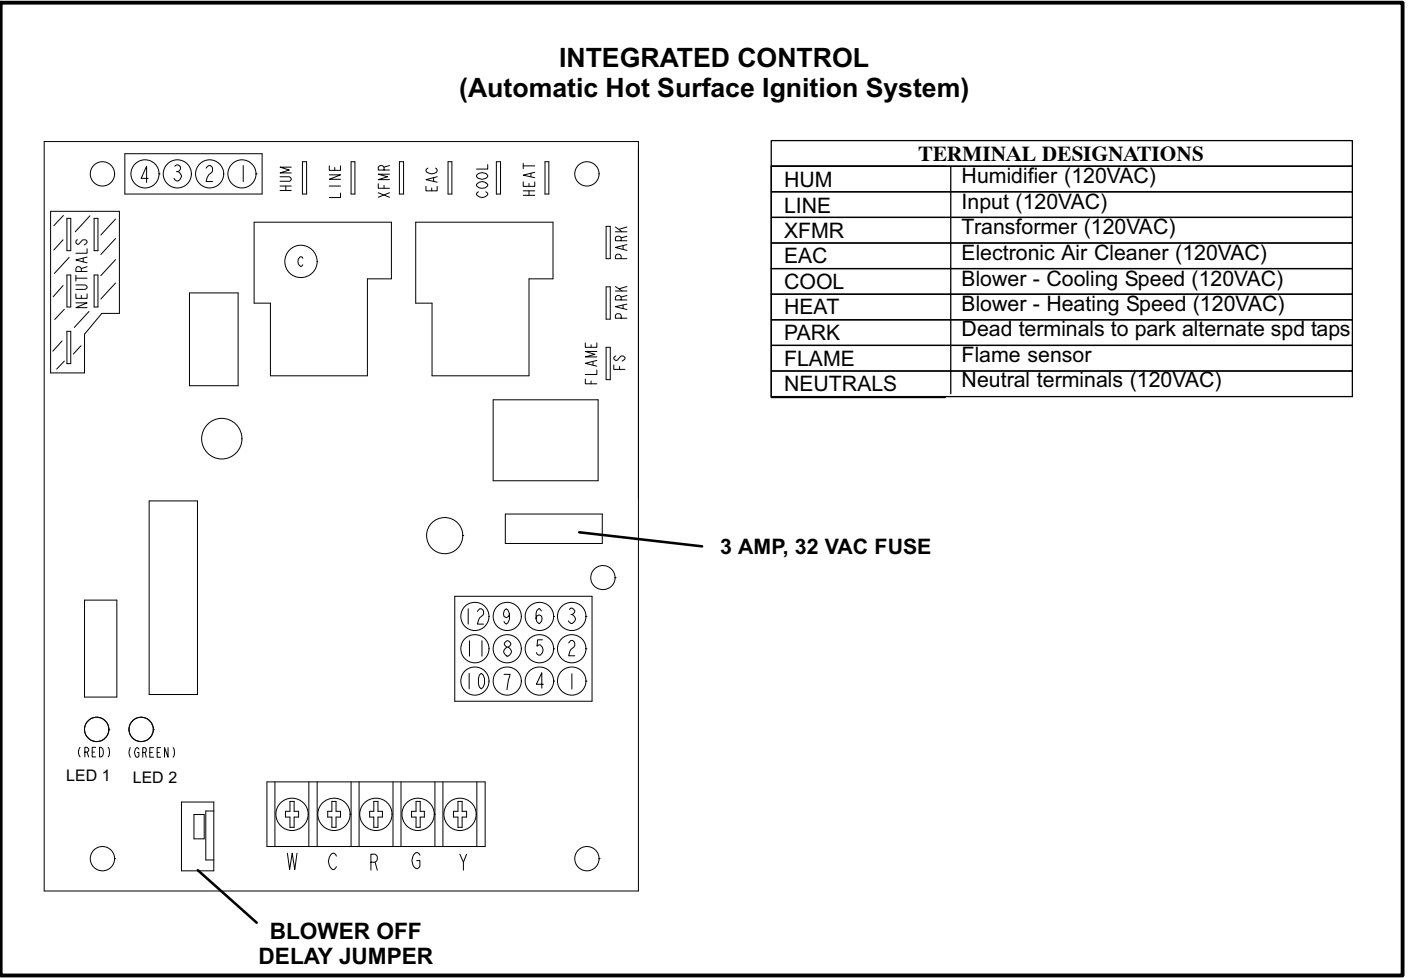 INTEGRATED CONTROL
(Automatic Hot Surface Ignition System)
4 3 2 1
HUM
LINE
XFMR
EAC
COOL
HEAT
NEUTRALS
C
PARK
PARK
FLAME
FS
3 AMP, 32 VAC FUSE
12 9 6 3
11 8 5 2
10 7 4 1
(RED) (GREEN)
LED 1 LED 2
W C R G Y
BLOWER OFF
DELAY JUMPER
TERMINAL DESIGNATIONS
HUM Humidifier (120VAC)
LINE Input (120VAC)
XFMR Transformer (120VAC)
EAC Electronic Air Cleaner (120VAC)
COOL Blower - Cooling Speed (120VAC)
HEAT Blower - Heating Speed (120VAC)
PARK Dead terminals to park alternate spd taps
FLAME Flame sensor
NEUTRALS Neutral terminals (120VAC)